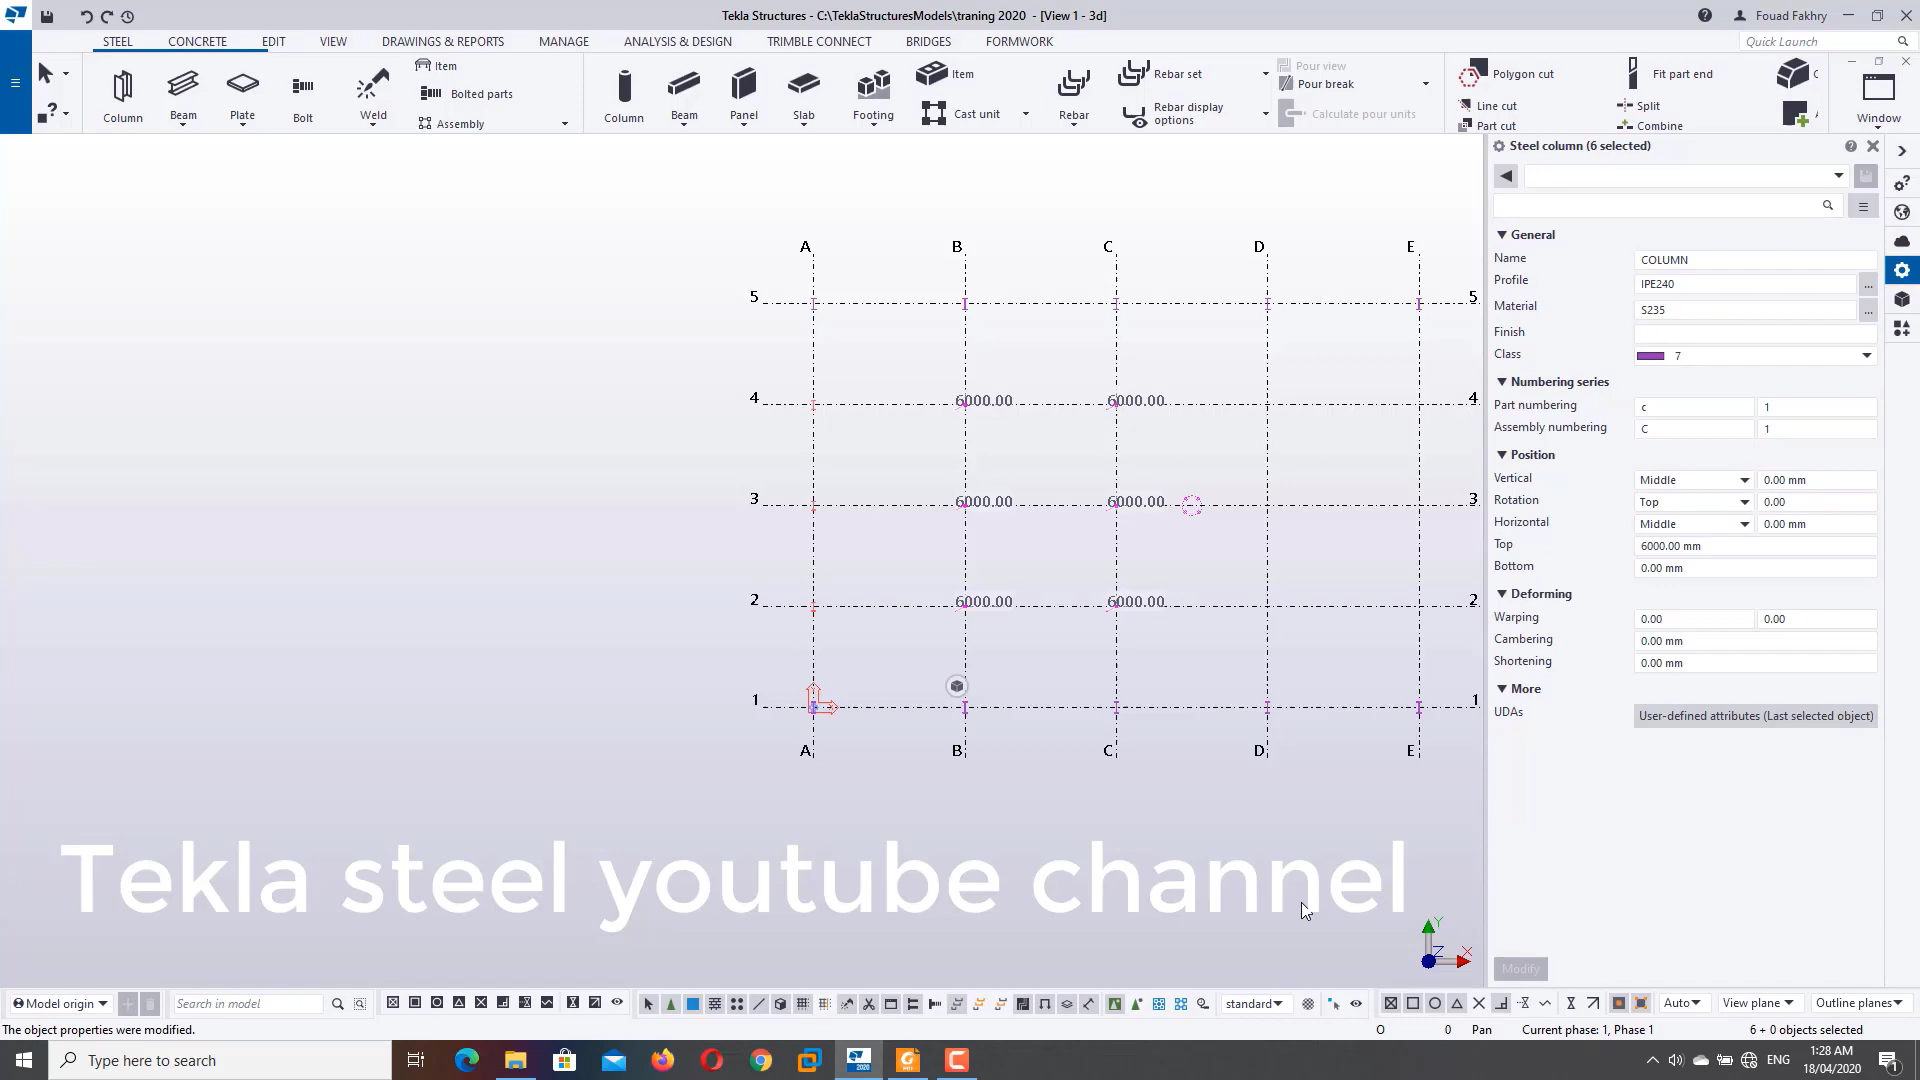 Tekla Structures - C:\TeklaStructuresModels\traning 2020 - [View 1 - 3d]
Fouad Fakhry
STEEL CONCRETE EDIT VIEW DRAWINGS & REPORTS MANAGE ANALYSIS & DESIGN TRIMBLE CONNECT BRIDGES FORMWORK
Quick Launch
Column Beam Plate Bolt Weld
Item
Bolted parts
Assembly
Column Beam Panel Slab Footing
Item
Cast unit
Rebar
Rebar set
Rebar display options
Pour view
Pour break
Calculate pour units
Polygon cut
Line cut
Part cut
Fit part end
Split
Combine
Window
Steel column (6 selected)
General
Name COLUMN
Profile IPE240 ...
Material S235 ...
Finish
Class 7
Numbering series
Part numbering c 1
Assembly numbering C 1
Position
Vertical Middle 0.00 mm
Rotation Top 0.00
Horizontal Middle 0.00 mm
Top 6000.00 mm
Bottom 0.00 mm
Deforming
Warping 0.00 0.00
Cambering 0.00 mm
Shortening 0.00 mm
More
UDAs User-defined attributes (Last selected object)
Modify
A B C D E
5 5
4 6000.00 6000.00 4
3 6000.00 6000.00 3
2 6000.00 6000.00 2
1 1
A B C D E
Tekla steel youtube channel
Y
Z X
Model origin Search in model standard Auto View plane Outline planes
The object properties were modified. O 0 Pan Current phase: 1, Phase 1 6 + 0 objects selected
Type here to search
2020
ENG
1:28 AM
18/04/2020
1